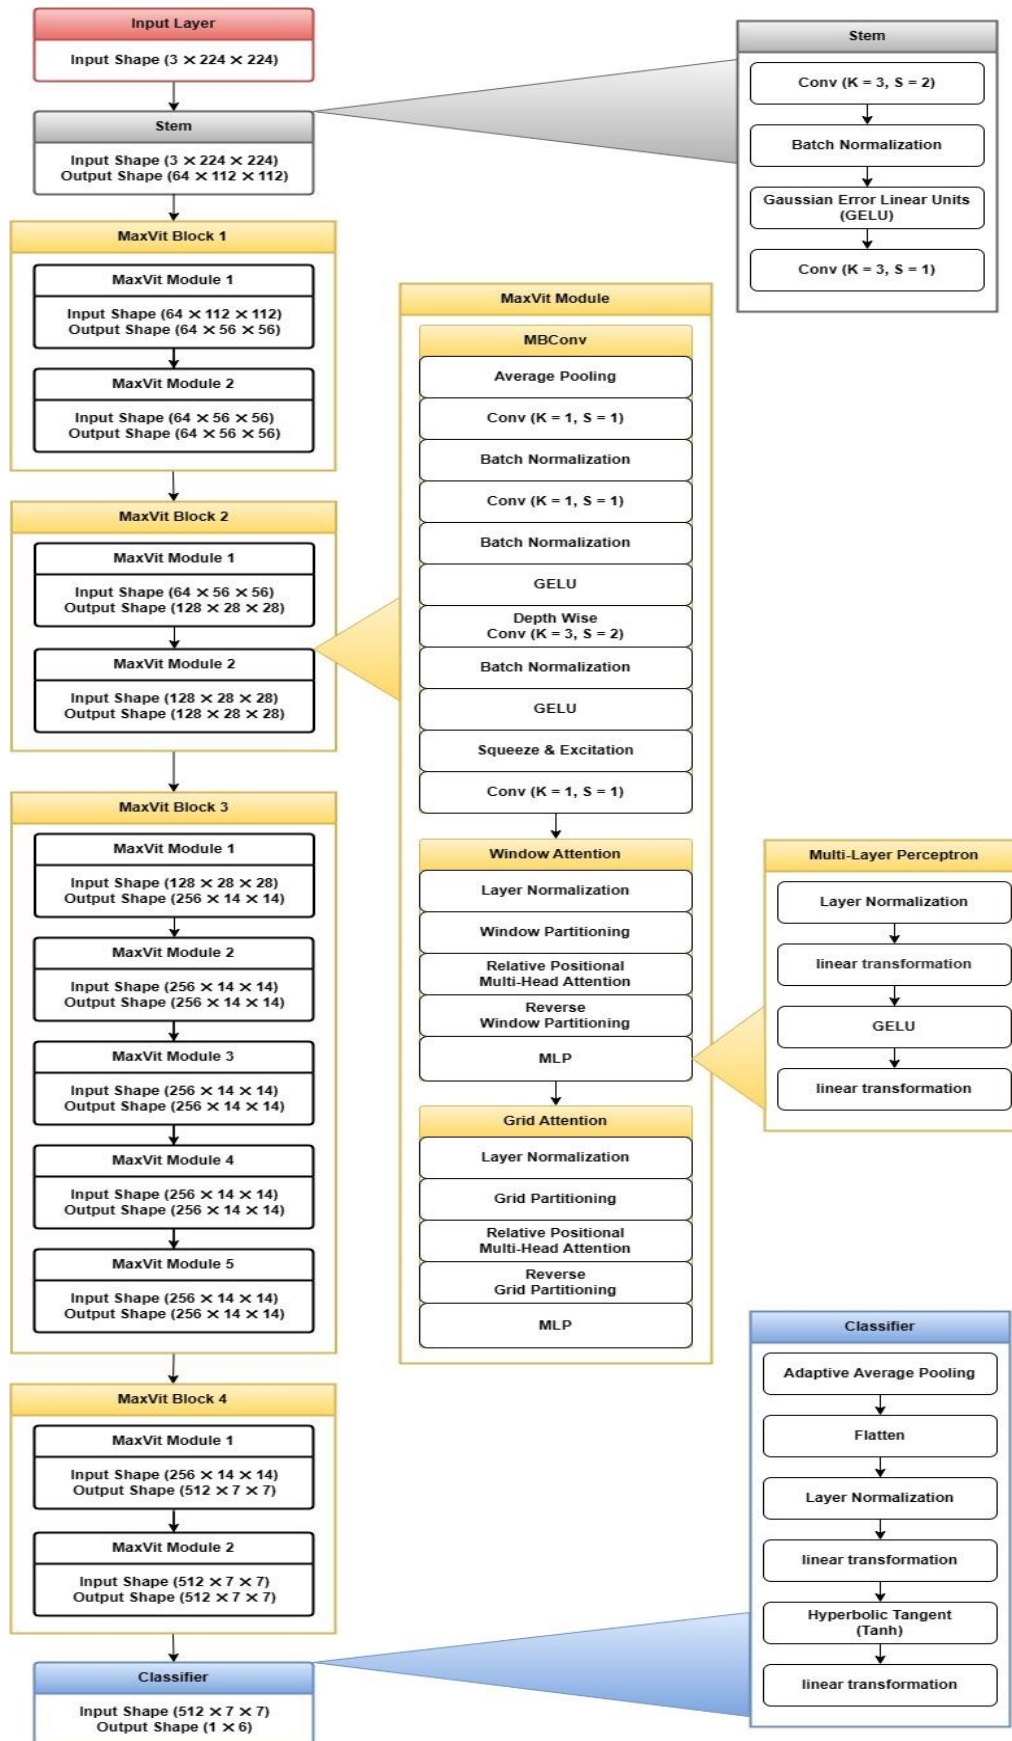 Input Layer
Input Shape (3 × 224 × 224)
Stem
Input Shape (3 × 224 × 224)
Output Shape (64 × 112 × 112)
MaxVit Block 1
MaxVit Module 1
Input Shape (64 × 112 × 112)
Output Shape (64 × 56 × 56)
MaxVit Module 2
Input Shape (64 × 56 × 56)
Output Shape (64 × 56 × 56)
MaxVit Block 2
MaxVit Module 1
Input Shape (64 × 56 × 56)
Output Shape (128 × 28 × 28)
MaxVit Module 2
Input Shape (128 × 28 × 28)
Output Shape (128 × 28 × 28)
MaxVit Block 3
MaxVit Module 1
Input Shape (128 × 28 × 28)
Output Shape (256 × 14 × 14)
MaxVit Module 2
Input Shape (256 × 14 × 14)
Output Shape (256 × 14 × 14)
MaxVit Module 3
Input Shape (256 × 14 × 14)
Output Shape (256 × 14 × 14)
MaxVit Module 4
Input Shape (256 × 14 × 14)
Output Shape (256 × 14 × 14)
MaxVit Module 5
Input Shape (256 × 14 × 14)
Output Shape (256 × 14 × 14)
MaxVit Block 4
MaxVit Module 1
Input Shape (256 × 14 × 14)
Output Shape (512 × 7 × 7)
MaxVit Module 2
Input Shape (512 × 7 × 7)
Output Shape (512 × 7 × 7)
Classifier
Input Shape (512 × 7 × 7)
Output Shape (1 × 6)
Stem
Conv (K = 3, S = 2)
Batch Normalization
Gaussian Error Linear Units
(GELU)
Conv (K = 3, S = 1)
MaxVit Module
MBConv
Average Pooling
Conv (K = 1, S = 1)
Batch Normalization
Conv (K = 1, S = 1)
Batch Normalization
GELU
Depth Wise
Conv (K = 3, S = 2)
Batch Normalization
GELU
Squeeze & Excitation
Conv (K = 1, S = 1)
Window Attention
Layer Normalization
Window Partitioning
Relative Positional
Multi-Head Attention
Reverse
Window Partitioning
MLP
Grid Attention
Layer Normalization
Grid Partitioning
Relative Positional
Multi-Head Attention
Reverse
Grid Partitioning
MLP
Multi-Layer Perceptron
Layer Normalization
linear transformation
GELU
linear transformation
Classifier
Adaptive Average Pooling
Flatten
Layer Normalization
linear transformation
Hyperbolic Tangent
(Tanh)
linear transformation